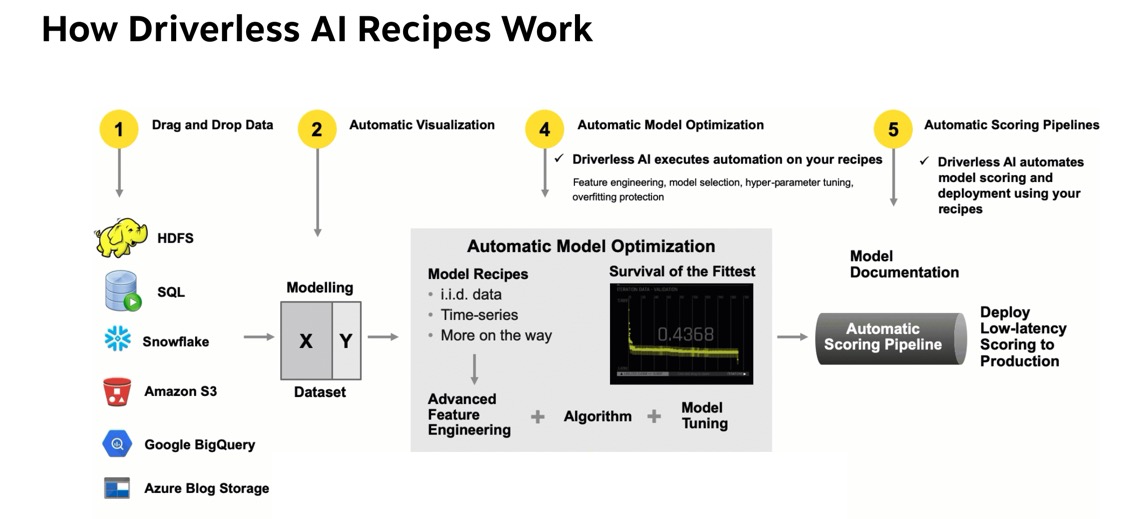 How Driverless AI Recipes Work
1
Drag and Drop Data
2
Automatic Visualization
4
Automatic Model Optimization
✓ Driverless AI executes automation on your recipes
Feature engineering, model selection, hyper-parameter tuning,
overfitting protection
5
Automatic Scoring Pipelines
✓ Driverless AI automates
model scoring and
deployment using your
recipes
HDFS
SQL
Snowflake
Amazon S3
Google BigQuery
Azure Blog Storage
Modelling
X
Y
Dataset
Automatic Model Optimization
Model Recipes
• i.i.d. data
• Time-series
• More on the way
Survival of the Fittest
ITERATION DATA - VALIDATION
0.4368
Advanced
Feature
Engineering
+
Algorithm
+
Model
Tuning
Model
Documentation
Automatic
Scoring Pipeline
Deploy
Low-latency
Scoring to
Production